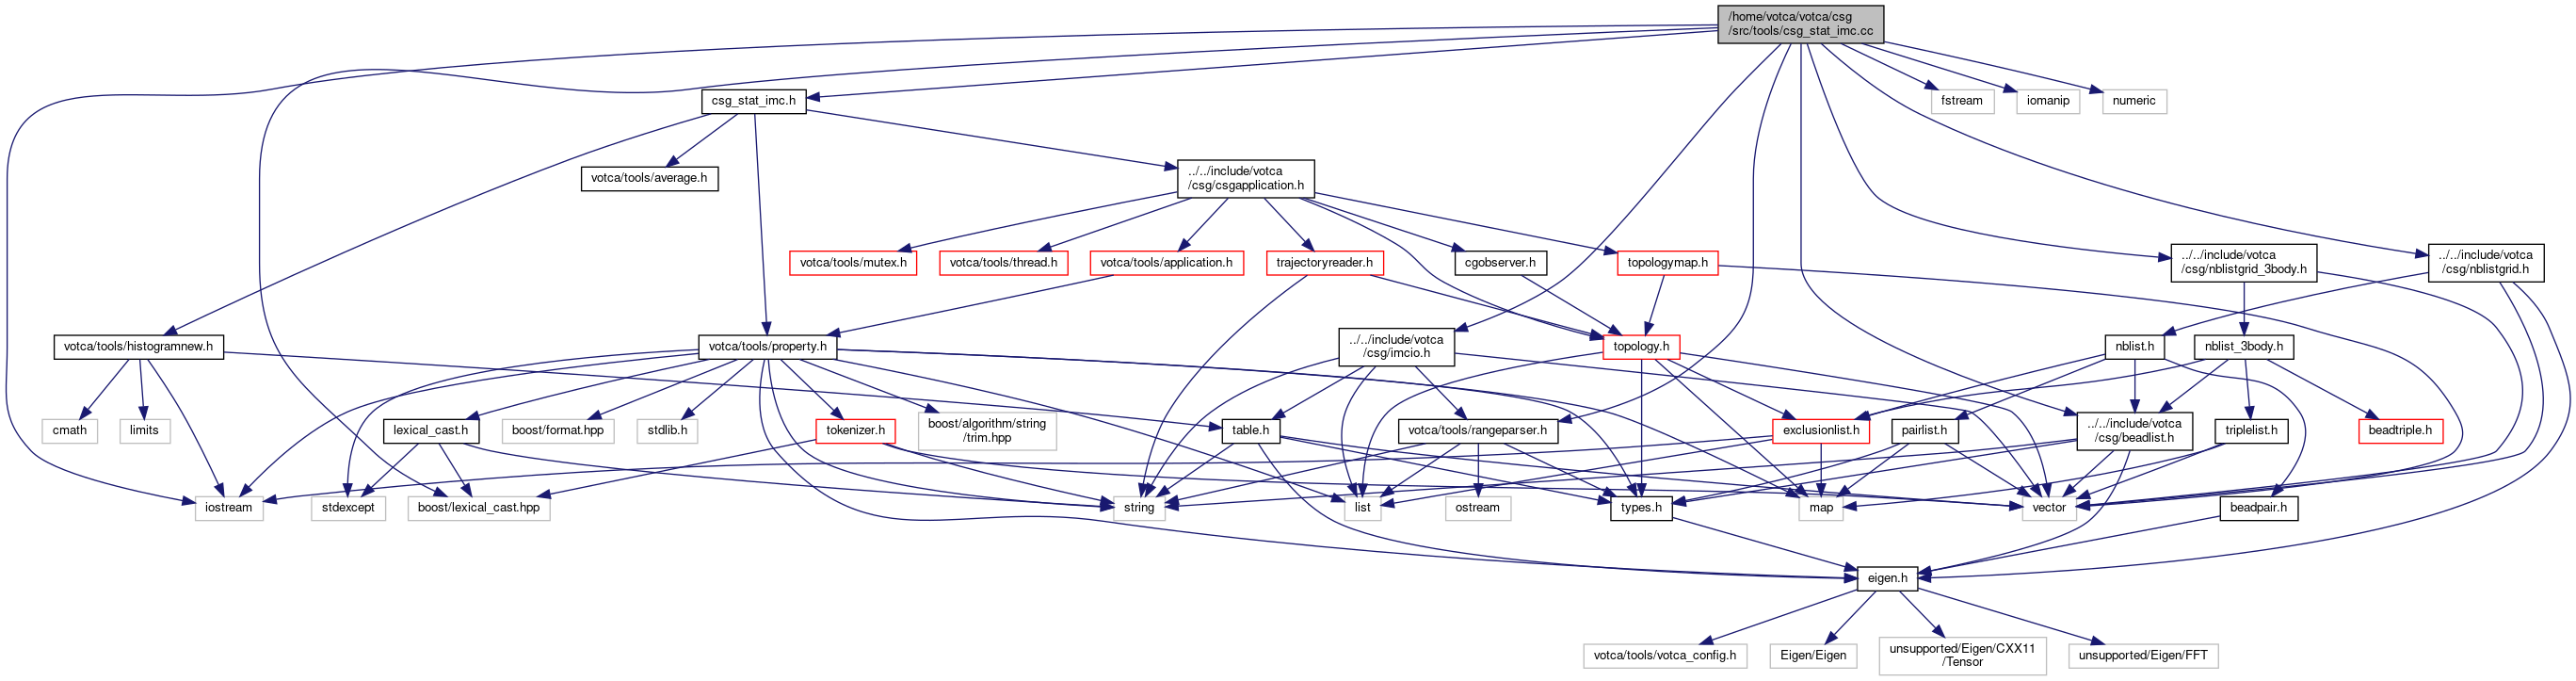 /home/votca/votca/csg
/src/tools/csg_stat_imc.cc
csg_stat_imc.h
fstream
iomanip
numeric
votca/tools/average.h
../../include/votca
/csg/csgapplication.h
votca/tools/mutex.h
votca/tools/thread.h
votca/tools/application.h
trajectoryreader.h
cgobserver.h
topologymap.h
../../include/votca
/csg/nblistgrid_3body.h
../../include/votca
/csg/nblistgrid.h
votca/tools/histogramnew.h
votca/tools/property.h
../../include/votca
/csg/imcio.h
topology.h
nblist.h
nblist_3body.h
cmath
limits
lexical_cast.h
boost/format.hpp
stdlib.h
tokenizer.h
boost/algorithm/string
/trim.hpp
table.h
votca/tools/rangeparser.h
exclusionlist.h
pairlist.h
../../include/votca
/csg/beadlist.h
triplelist.h
beadtriple.h
iostream
stdexcept
boost/lexical_cast.hpp
string
list
ostream
types.h
map
vector
beadpair.h
eigen.h
votca/tools/votca_config.h
Eigen/Eigen
unsupported/Eigen/CXX11
/Tensor
unsupported/Eigen/FFT